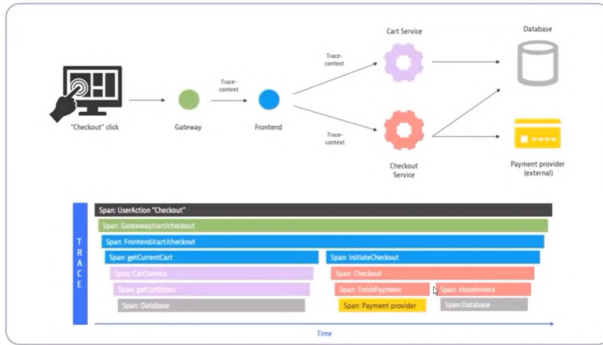 Cart Service
Database
Trace-
context
Trace-
context
"Checkout" click
Gateway
Frontend
Trace-
context
Checkout
Service
Payment provider
(external)
TRACE
Span: UserAction "Checkout"
Span: Gateaway/cart/checkout
Span: Frontend/cart/checkout
Span: getCurrentCart
Span: InitiateCheckout
Span: CartService
Span: Checkout
Span: getCartItems
Span: finishPayment
Span: storeInvoice
Span: Database
Span: Payment provider
Span:Database
Time